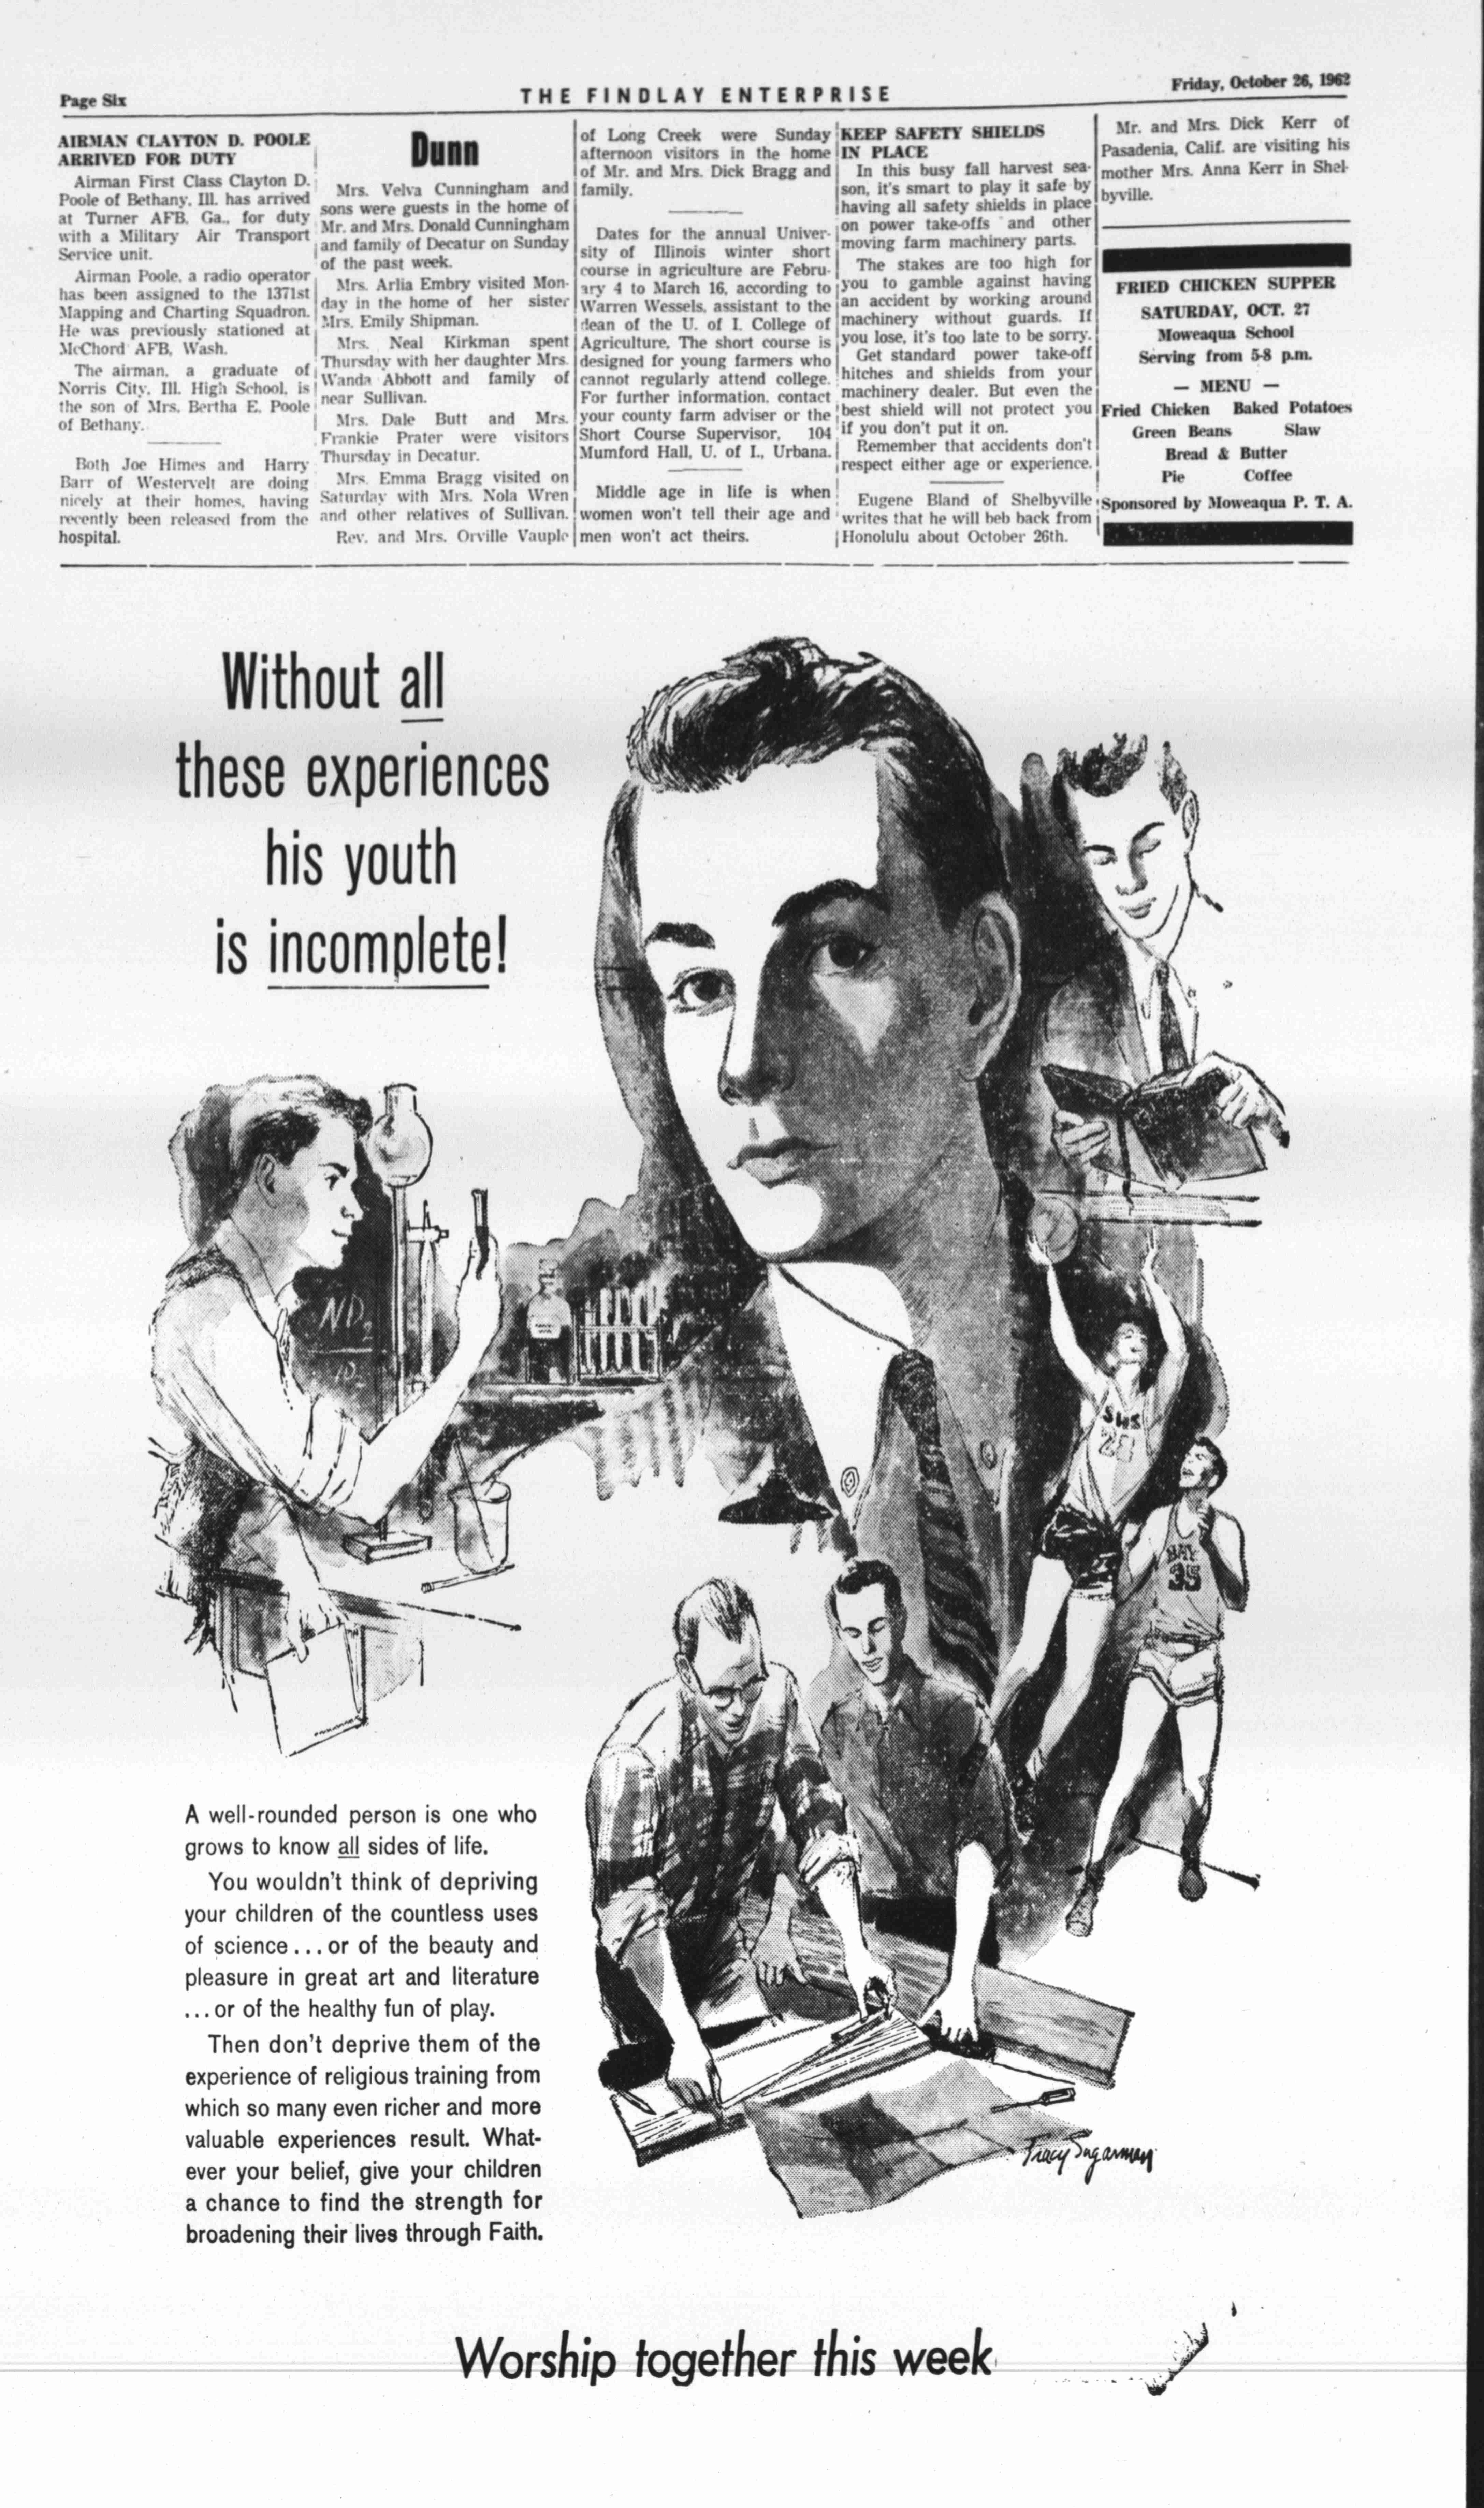 Page Six
THE FINDLAY ENTERPRISE
Friday, October 26, 1962
AIRMAN CLAYTON D. POOLE
ARRIVED FOR DUTY
Airman First Class Clayton D.
Poole of Bethany, Ill. has arrived
at Turner AFB, Ga., for duty
with a Military Air Transport
Service unit.
Airman Poole, a radio operator
has been assigned to the 1371st
Mapping and Charting Squadron.
He was previously stationed at
McChord AFB, Wash.
The airman, a graduate of
Norris City, Ill. High School, is
the son of Mrs. Bertha E. Poole
of Bethany.
Both Joe Himes and Harry
Barr of Westervelt are doing
nicely at their homes, having
recently been released from the
hospital.
Dunn
Mrs. Velva Cunningham and
sons were guests in the home of
Mr. and Mrs. Donald Cunningham
and family of Decatur on Sunday
of the past week.
Mrs. Arlia Embry visited Mon-
day in the home of her sister
Mrs. Emily Shipman.
Mrs. Neal Kirkman spent
Thursday with her daughter Mrs.
Wanda Abbott and family of
near Sullivan.
Mrs. Dale Butt and Mrs.
Frankie Prater were visitors
Thursday in Decatur.
Mrs. Emma Bragg visited on
Saturday with Mrs. Nola Wren
and other relatives of Sullivan.
Rev. and Mrs. Orville Vauple
of Long Creek were Sunday
afternoon visitors in the home
of Mr. and Mrs. Dick Bragg and
family.
Dates for the annual Univer-
sity of Illinois winter short
course in agriculture are Febru-
ary 4 to March 16, according to
Warren Wessels, assistant to the
dean of the U. of I. College of
Agriculture. The short course is
designed for young farmers who
cannot regularly attend college.
For further information, contact
your county farm adviser or the
Short Course Supervisor, 104
Mumford Hall, U. of I., Urbana.
Middle age in life is when
women won't tell their age and
men won't act theirs.
KEEP SAFETY SHIELDS
IN PLACE
In this busy fall harvest sea-
son, it's smart to play it safe by
having all safety shields in place
on power take-offs and other
moving farm machinery parts.
The stakes are too high for
you to gamble against having
an accident by working around
machinery without guards. If
you lose, it's too late to be sorry.
Get standard power take-off
hitches and shields from your
machinery dealer. But even the
best shield will not protect you
if you don't put it on.
Remember that accidents don't
respect either age or experience.
Eugene Bland of Shelbyville
writes that he will beb back from
Honolulu about October 26th.
Mr. and Mrs. Dick Kerr of
Pasadenia, Calif. are visiting his
mother Mrs. Anna Kerr in Shel-
byville.
FRIED CHICKEN SUPPER
SATURDAY, OCT. 27
Moweaqua School
Serving from 5-8 p.m.
— MENU —
Fried Chicken Baked Potatoes
Green Beans Slaw
Bread & Butter
Pie Coffee
Sponsored by Moweaqua P. T. A.
Without all
these experiences
his youth
is incomplete!
ND2
SHS
BAY
35
A well-rounded person is one who
grows to know all sides of life.
You wouldn't think of depriving
your children of the countless uses
of science...or of the beauty and
pleasure in great art and literature
...or of the healthy fun of play.
Then don't deprive them of the
experience of religious training from
which so many even richer and more
valuable experiences result. What-
ever your belief, give your children
a chance to find the strength for
broadening their lives through Faith.
Tracy Sugarman
Worship together this week